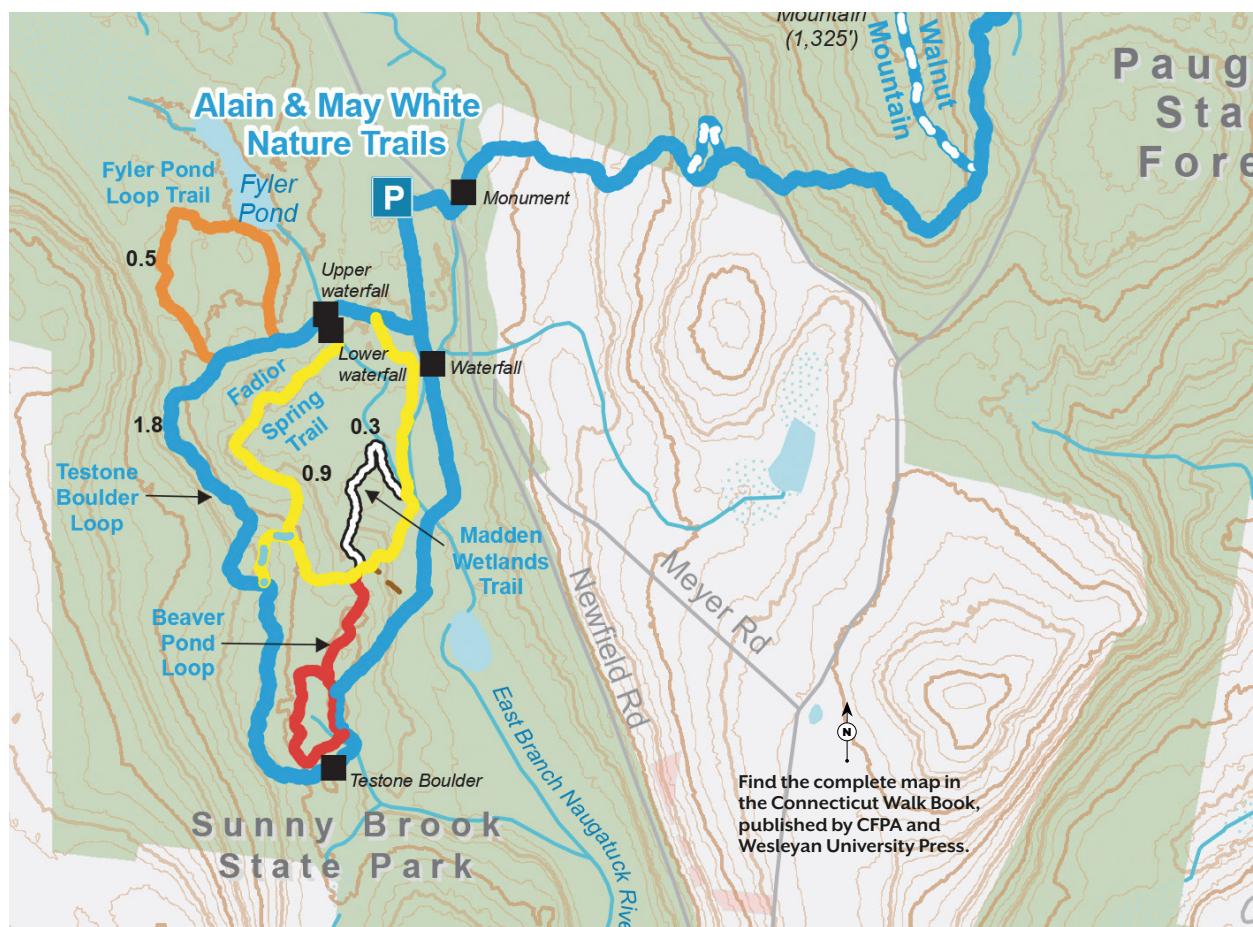 Mountain
(1,325')
Walnut
Mountain
Paug
Sta
Fore
Alain & May White
Nature Trails
Fyler Pond
Loop Trail
Fyler
Pond
P
Monument
0.5
Upper
waterfall
Lower
waterfall
Waterfall
Fadior
Spring
Trail
0.3
1.8
0.9
Testone
Boulder
Loop
Madden
Wetlands
Trail
Beaver
Pond
Loop
Meyer Rd
Newfield Rd
East Branch Naugatuck Rive
Testone Boulder
N
Find the complete map in
the Connecticut Walk Book,
published by CFPA and
Wesleyan University Press.
Sunny Brook
State Park